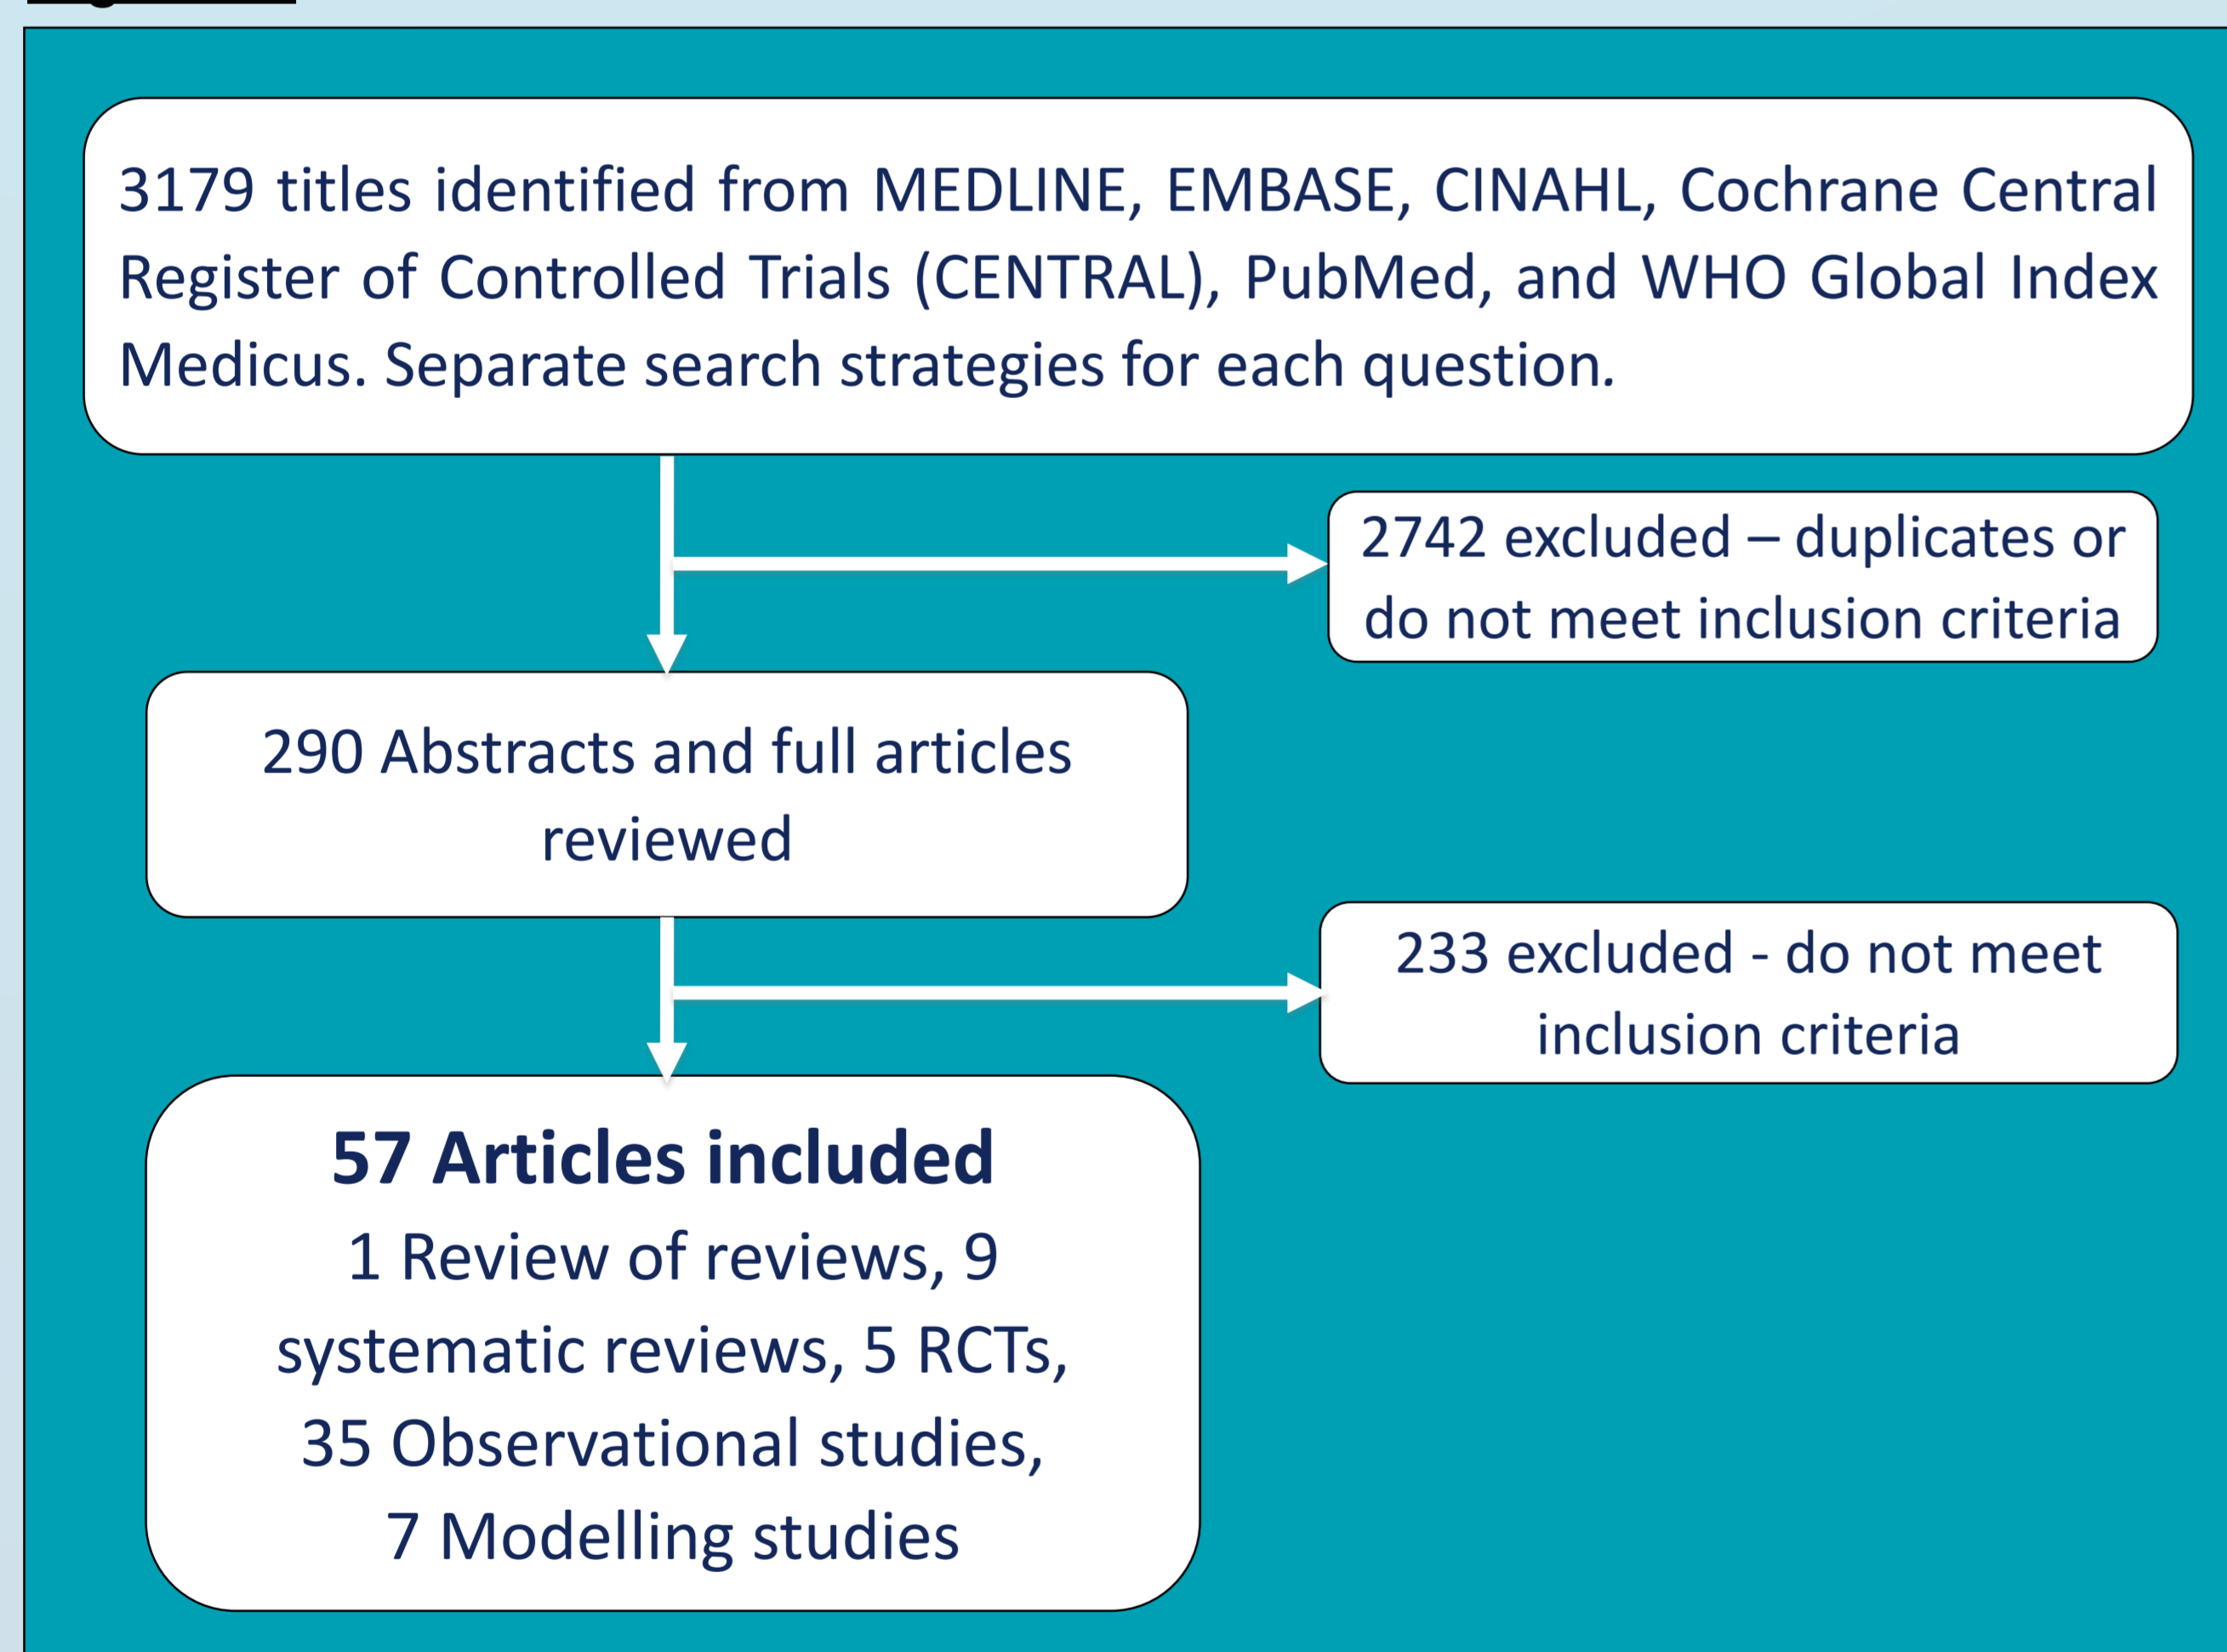 3179 titles identified from MEDLINE, EMBASE, CINAHL, Cochrane Central
Register of Controlled Trials (CENTRAL), PubMed, and WHO Global Index
Medicus. Separate search strategies for each question.
2742 excluded – duplicates or
do not meet inclusion criteria
290 Abstracts and full articles
reviewed
233 excluded - do not meet
inclusion criteria
57 Articles included
1 Review of reviews, 9
systematic reviews, 5 RCTs,
35 Observational studies,
7 Modelling studies